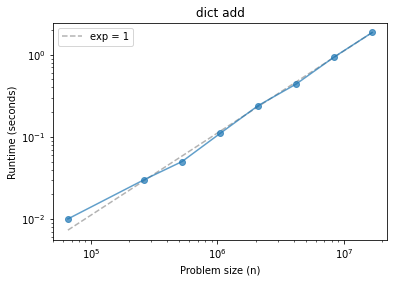 dict add
exp = 1
Runtime (seconds)
10⁰
10⁻¹
10⁻²
10⁵
10⁶
10⁷
Problem size (n)